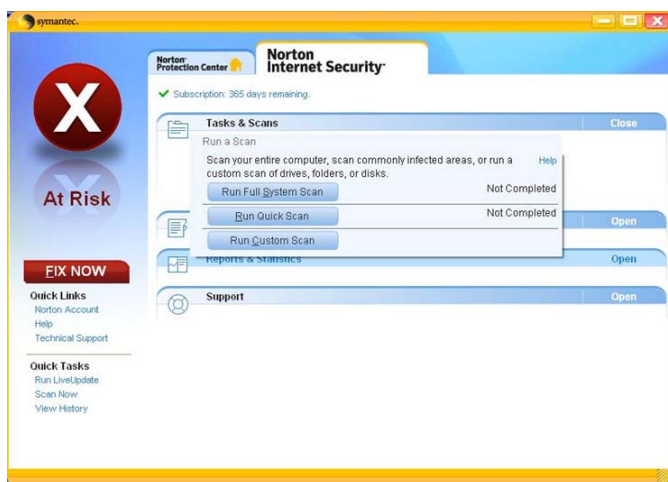 symantec.
Norton
Protection Center
Norton
Internet Security
Subscription: 365 days remaining.
Tasks & Scans
Close
Run a Scan
Scan your entire computer, scan commonly infected areas, or run a
custom scan of drives, folders, or disks.
Help
Run Full System Scan
Not Completed
Run Quick Scan
Not Completed
Run Custom Scan
Open
Reports & Statistics
Open
Support
Open
X
At Risk
FIX NOW
Quick Links
Norton Account
Help
Technical Support
Quick Tasks
Run LiveUpdate
Scan Now
View History